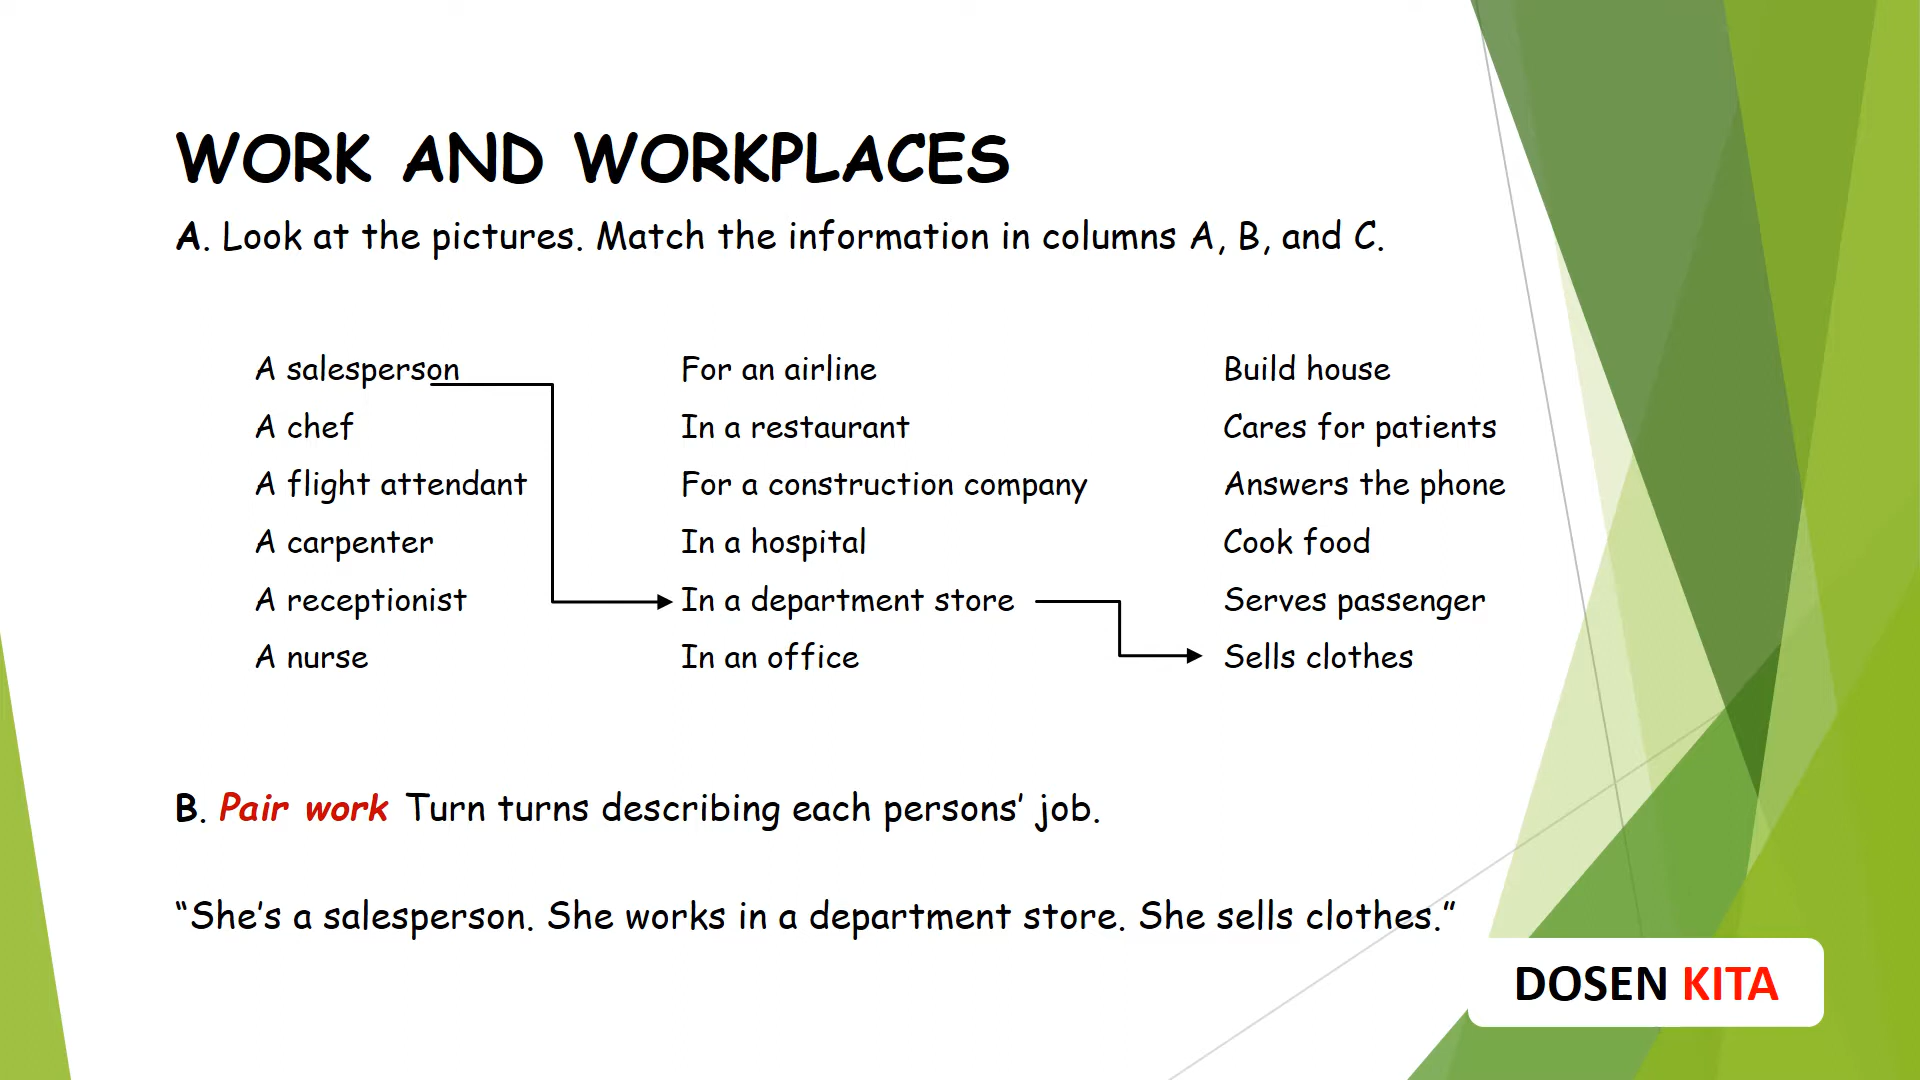 WORK AND WORKPLACES
A. Look at the pictures. Match the information in columns A, B, and C.
A salesperson For an airline Build house
A chef In a restaurant Cares for patients
A flight attendant For a construction company Answers the phone
A carpenter In a hospital Cook food
A receptionist In a department store Serves passenger
A nurse In an office Sells clothes
B. Pair work Turn turns describing each persons’ job.
“She’s a salesperson. She works in a department store. She sells clothes.”
DOSEN KITA